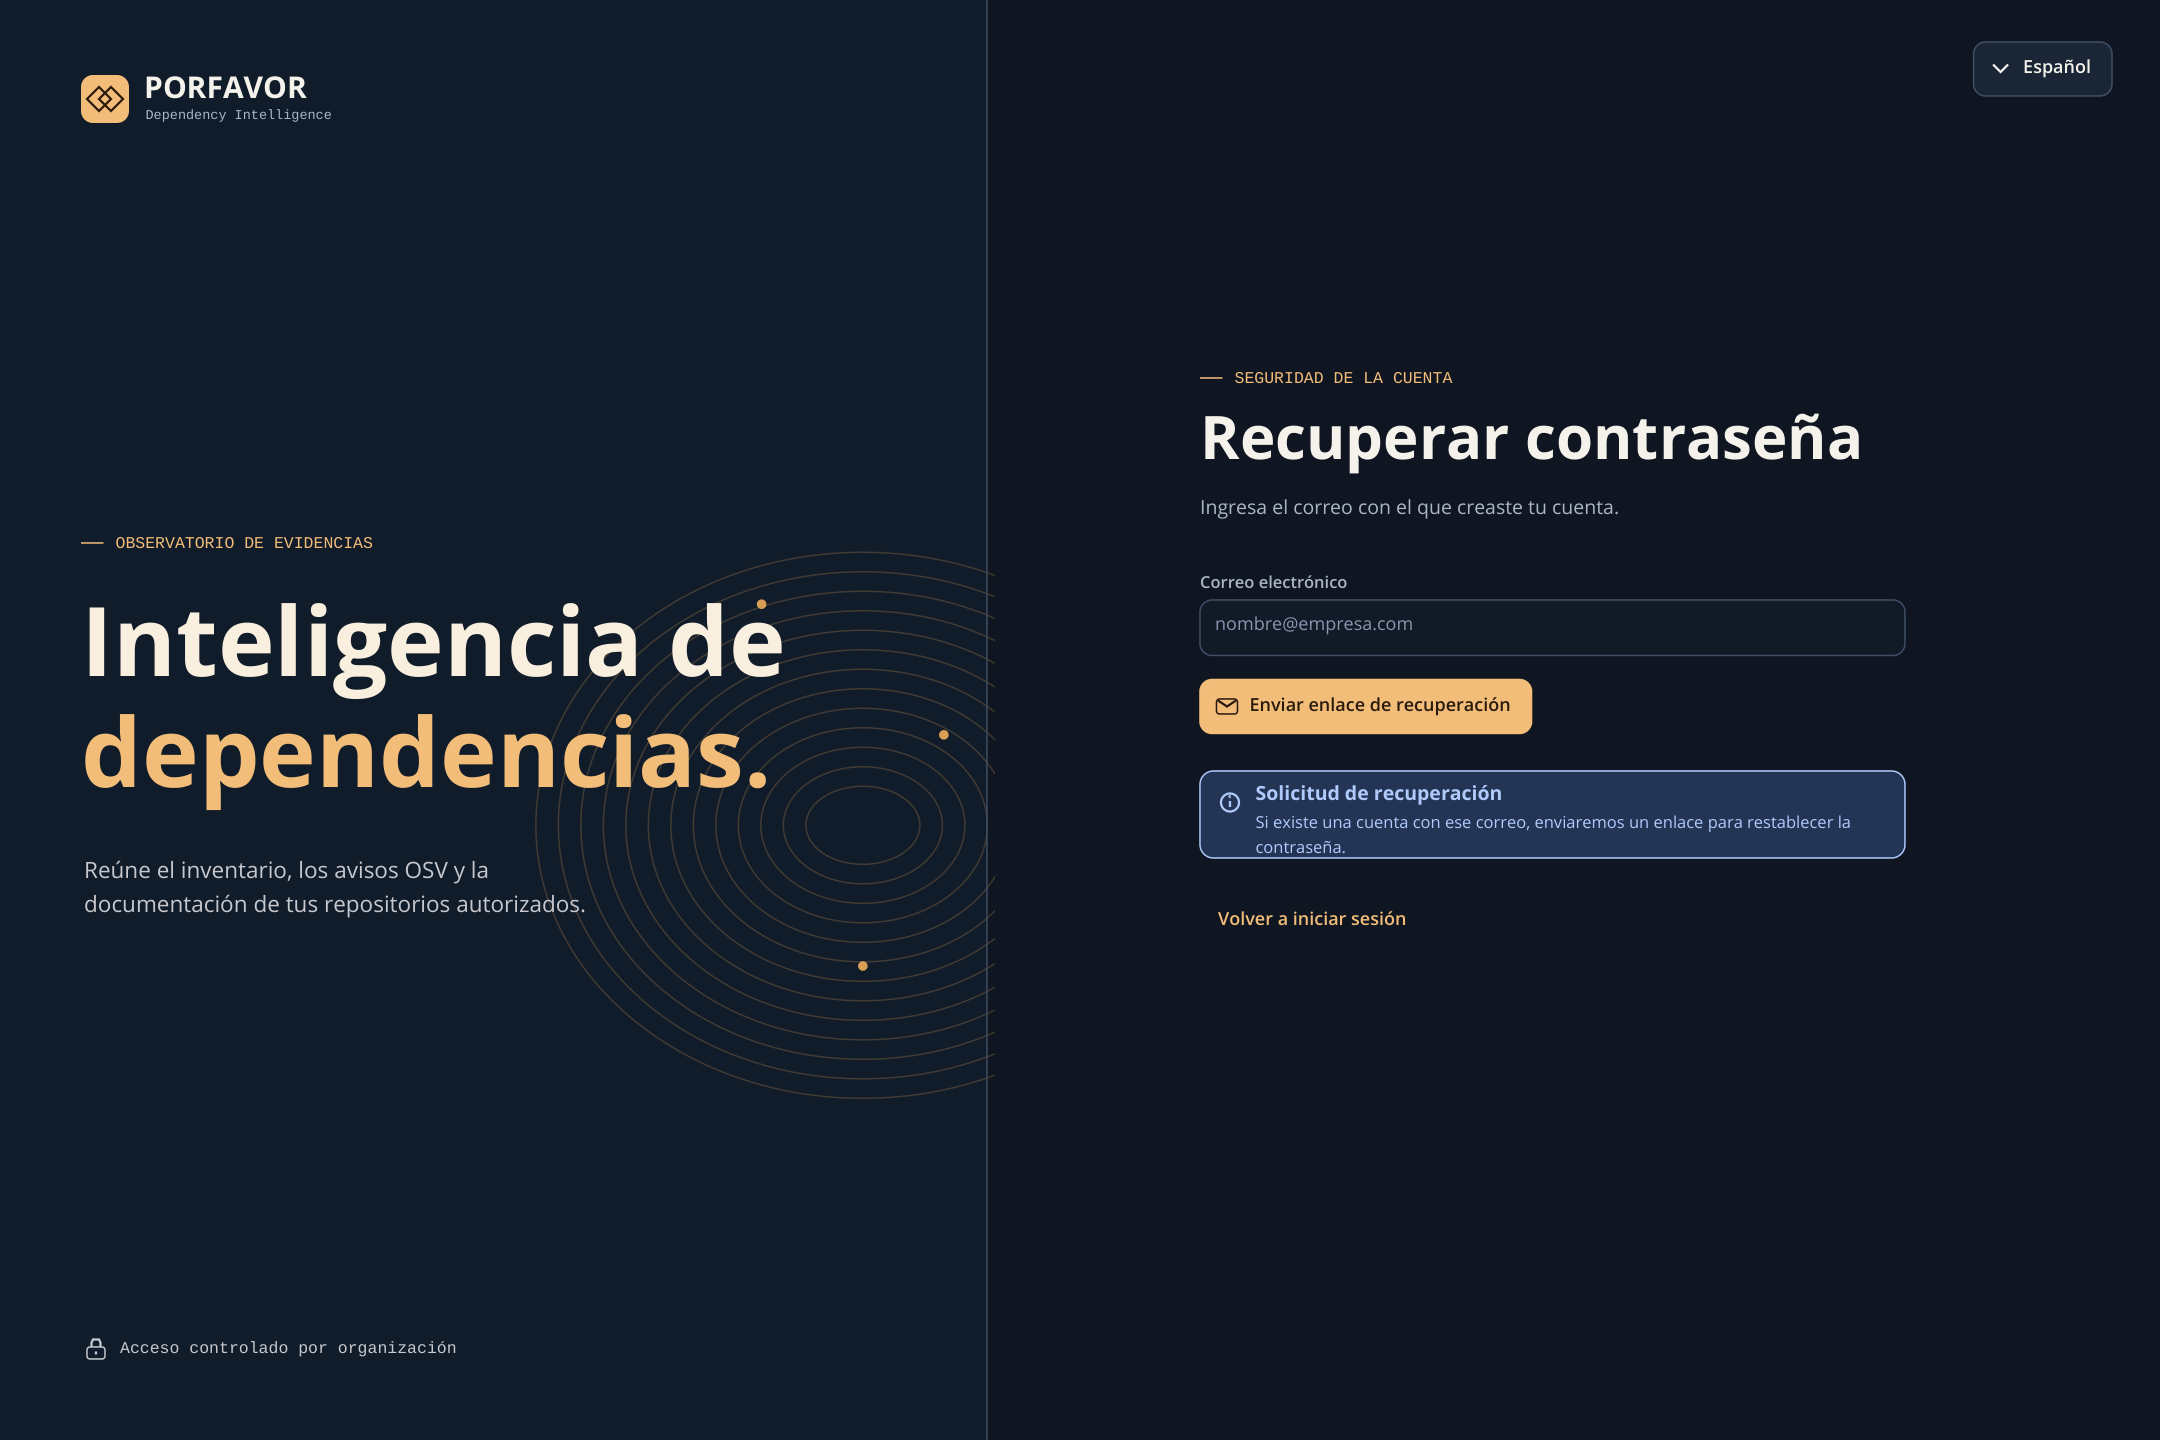 PORFAVOR
Dependency Intelligence
OBSERVATORIO DE EVIDENCIAS
Inteligencia de
dependencias.
Reúne el inventario, los avisos OSV y la
documentación de tus repositorios autorizados.
Acceso controlado por organización
Español
SEGURIDAD DE LA CUENTA
Recuperar contraseña
Ingresa el correo con el que creaste tu cuenta.
Correo electrónico
nombre@empresa.com
Enviar enlace de recuperación
Solicitud de recuperación
Si existe una cuenta con ese correo, enviaremos un enlace para restablecer la
contraseña.
Volver a iniciar sesión